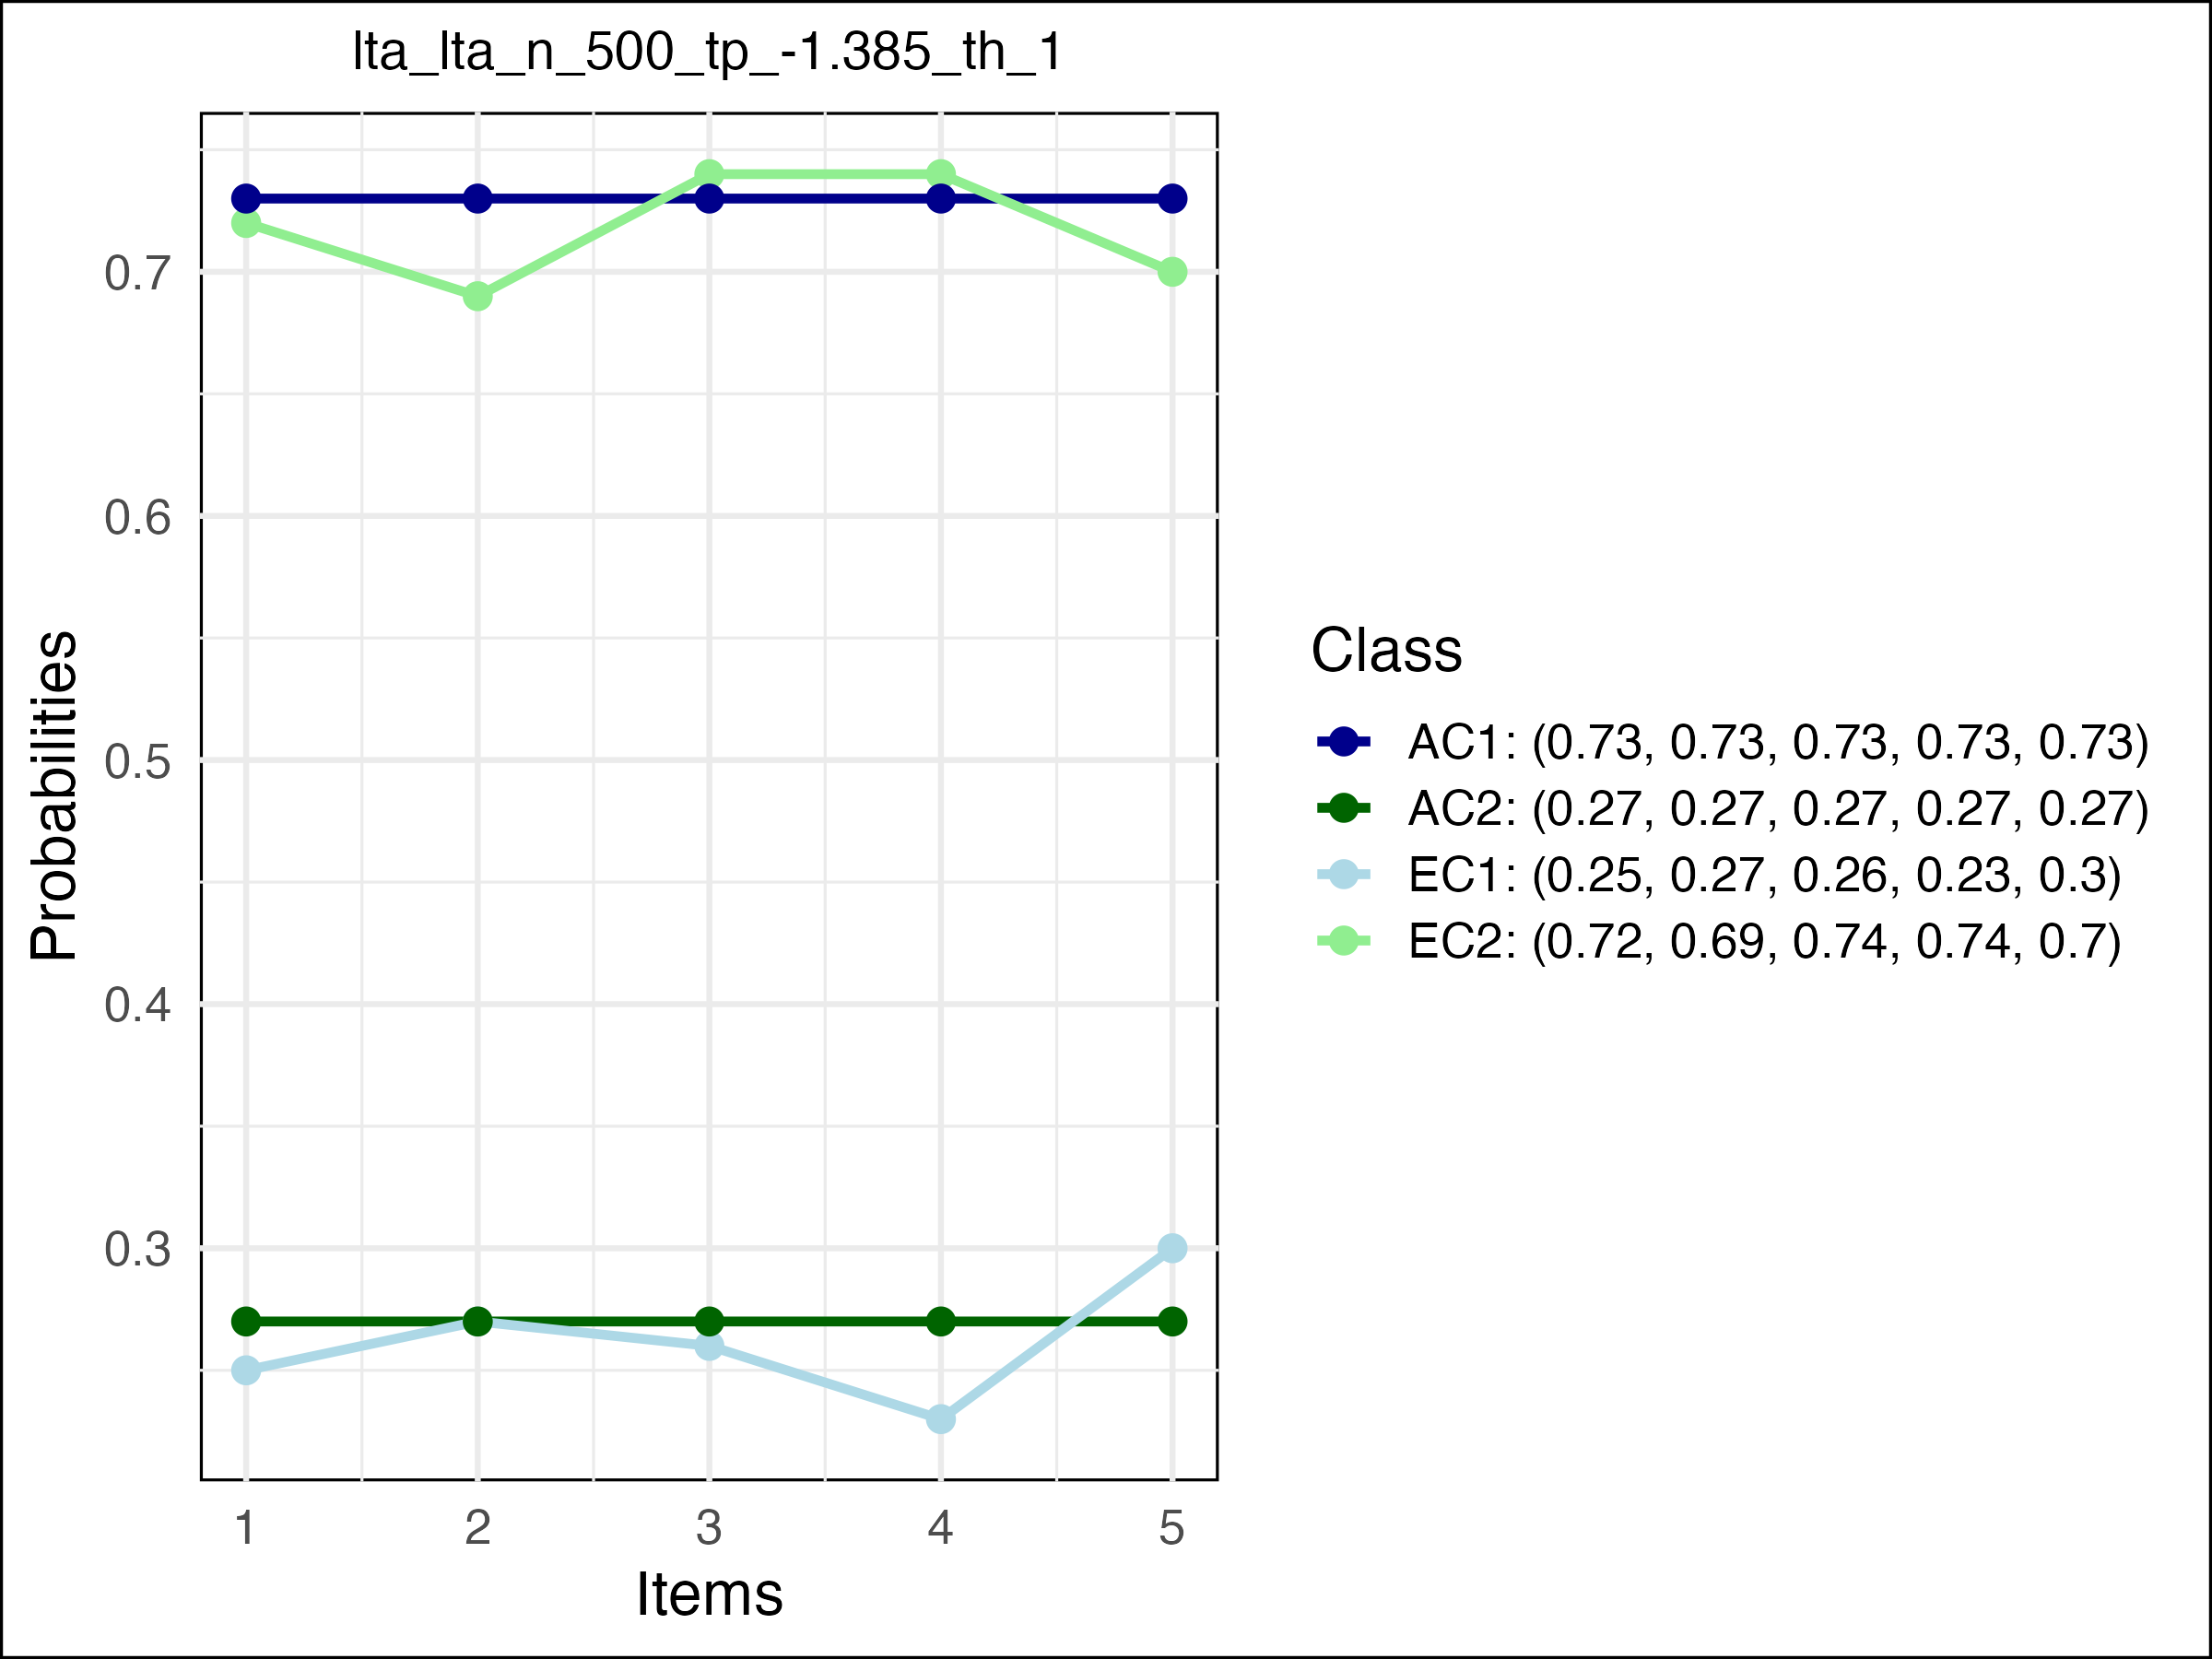 lta_lta_n_500_tp_-1.385_th_1
Probabilities
0.7
0.6
0.5
0.4
0.3
1 2 3 4 5
Items
Class
AC1: (0.73, 0.73, 0.73, 0.73, 0.73)
AC2: (0.27, 0.27, 0.27, 0.27, 0.27)
EC1: (0.25, 0.27, 0.26, 0.23, 0.3)
EC2: (0.72, 0.69, 0.74, 0.74, 0.7)